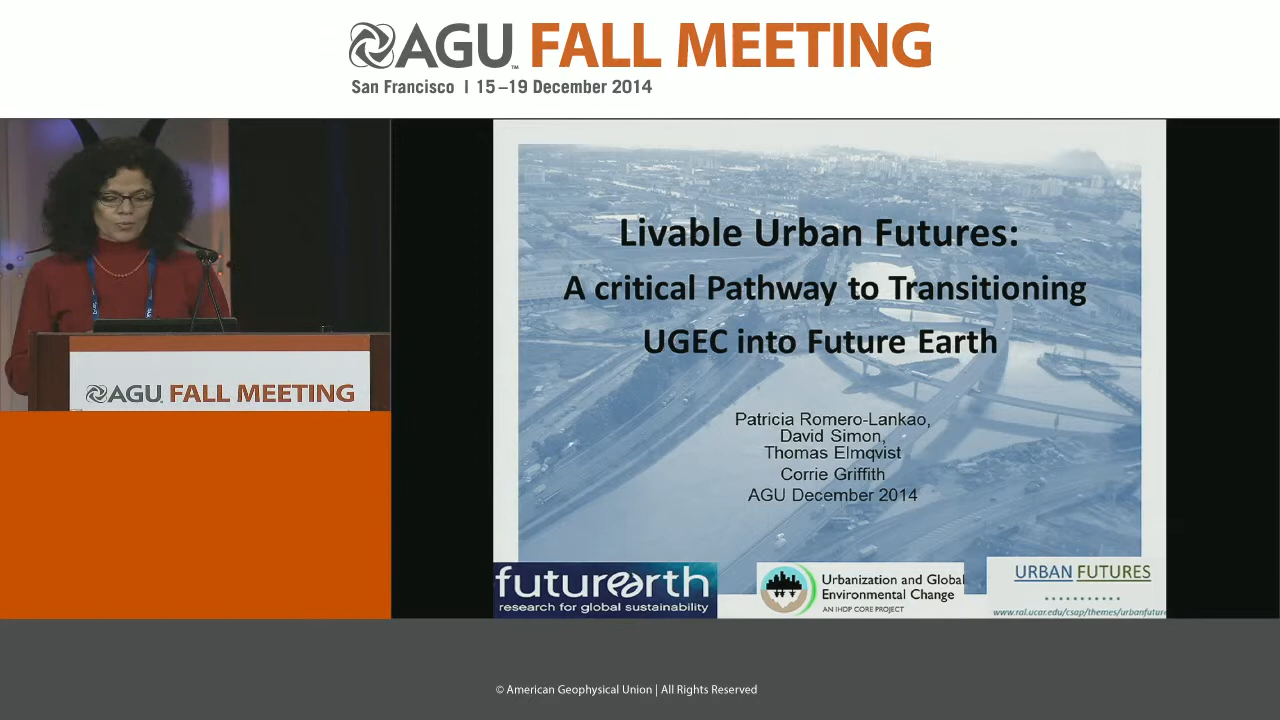 AGU™ FALL MEETING
San Francisco | 15–19 December 2014
AGU FALL MEETING
Livable Urban Futures:
A critical Pathway to Transitioning
UGEC into Future Earth
Patricia Romero-Lankao,
David Simon,
Thomas Elmqvist
Corrie Griffith
AGU December 2014
futurearth
research for global sustainability
Urbanization and Global
Environmental Change
AN IHDP CORE PROJECT
URBAN FUTURES
www.ral.ucar.edu/csap/themes/urbanfuture
© American Geophysical Union | All Rights Reserved